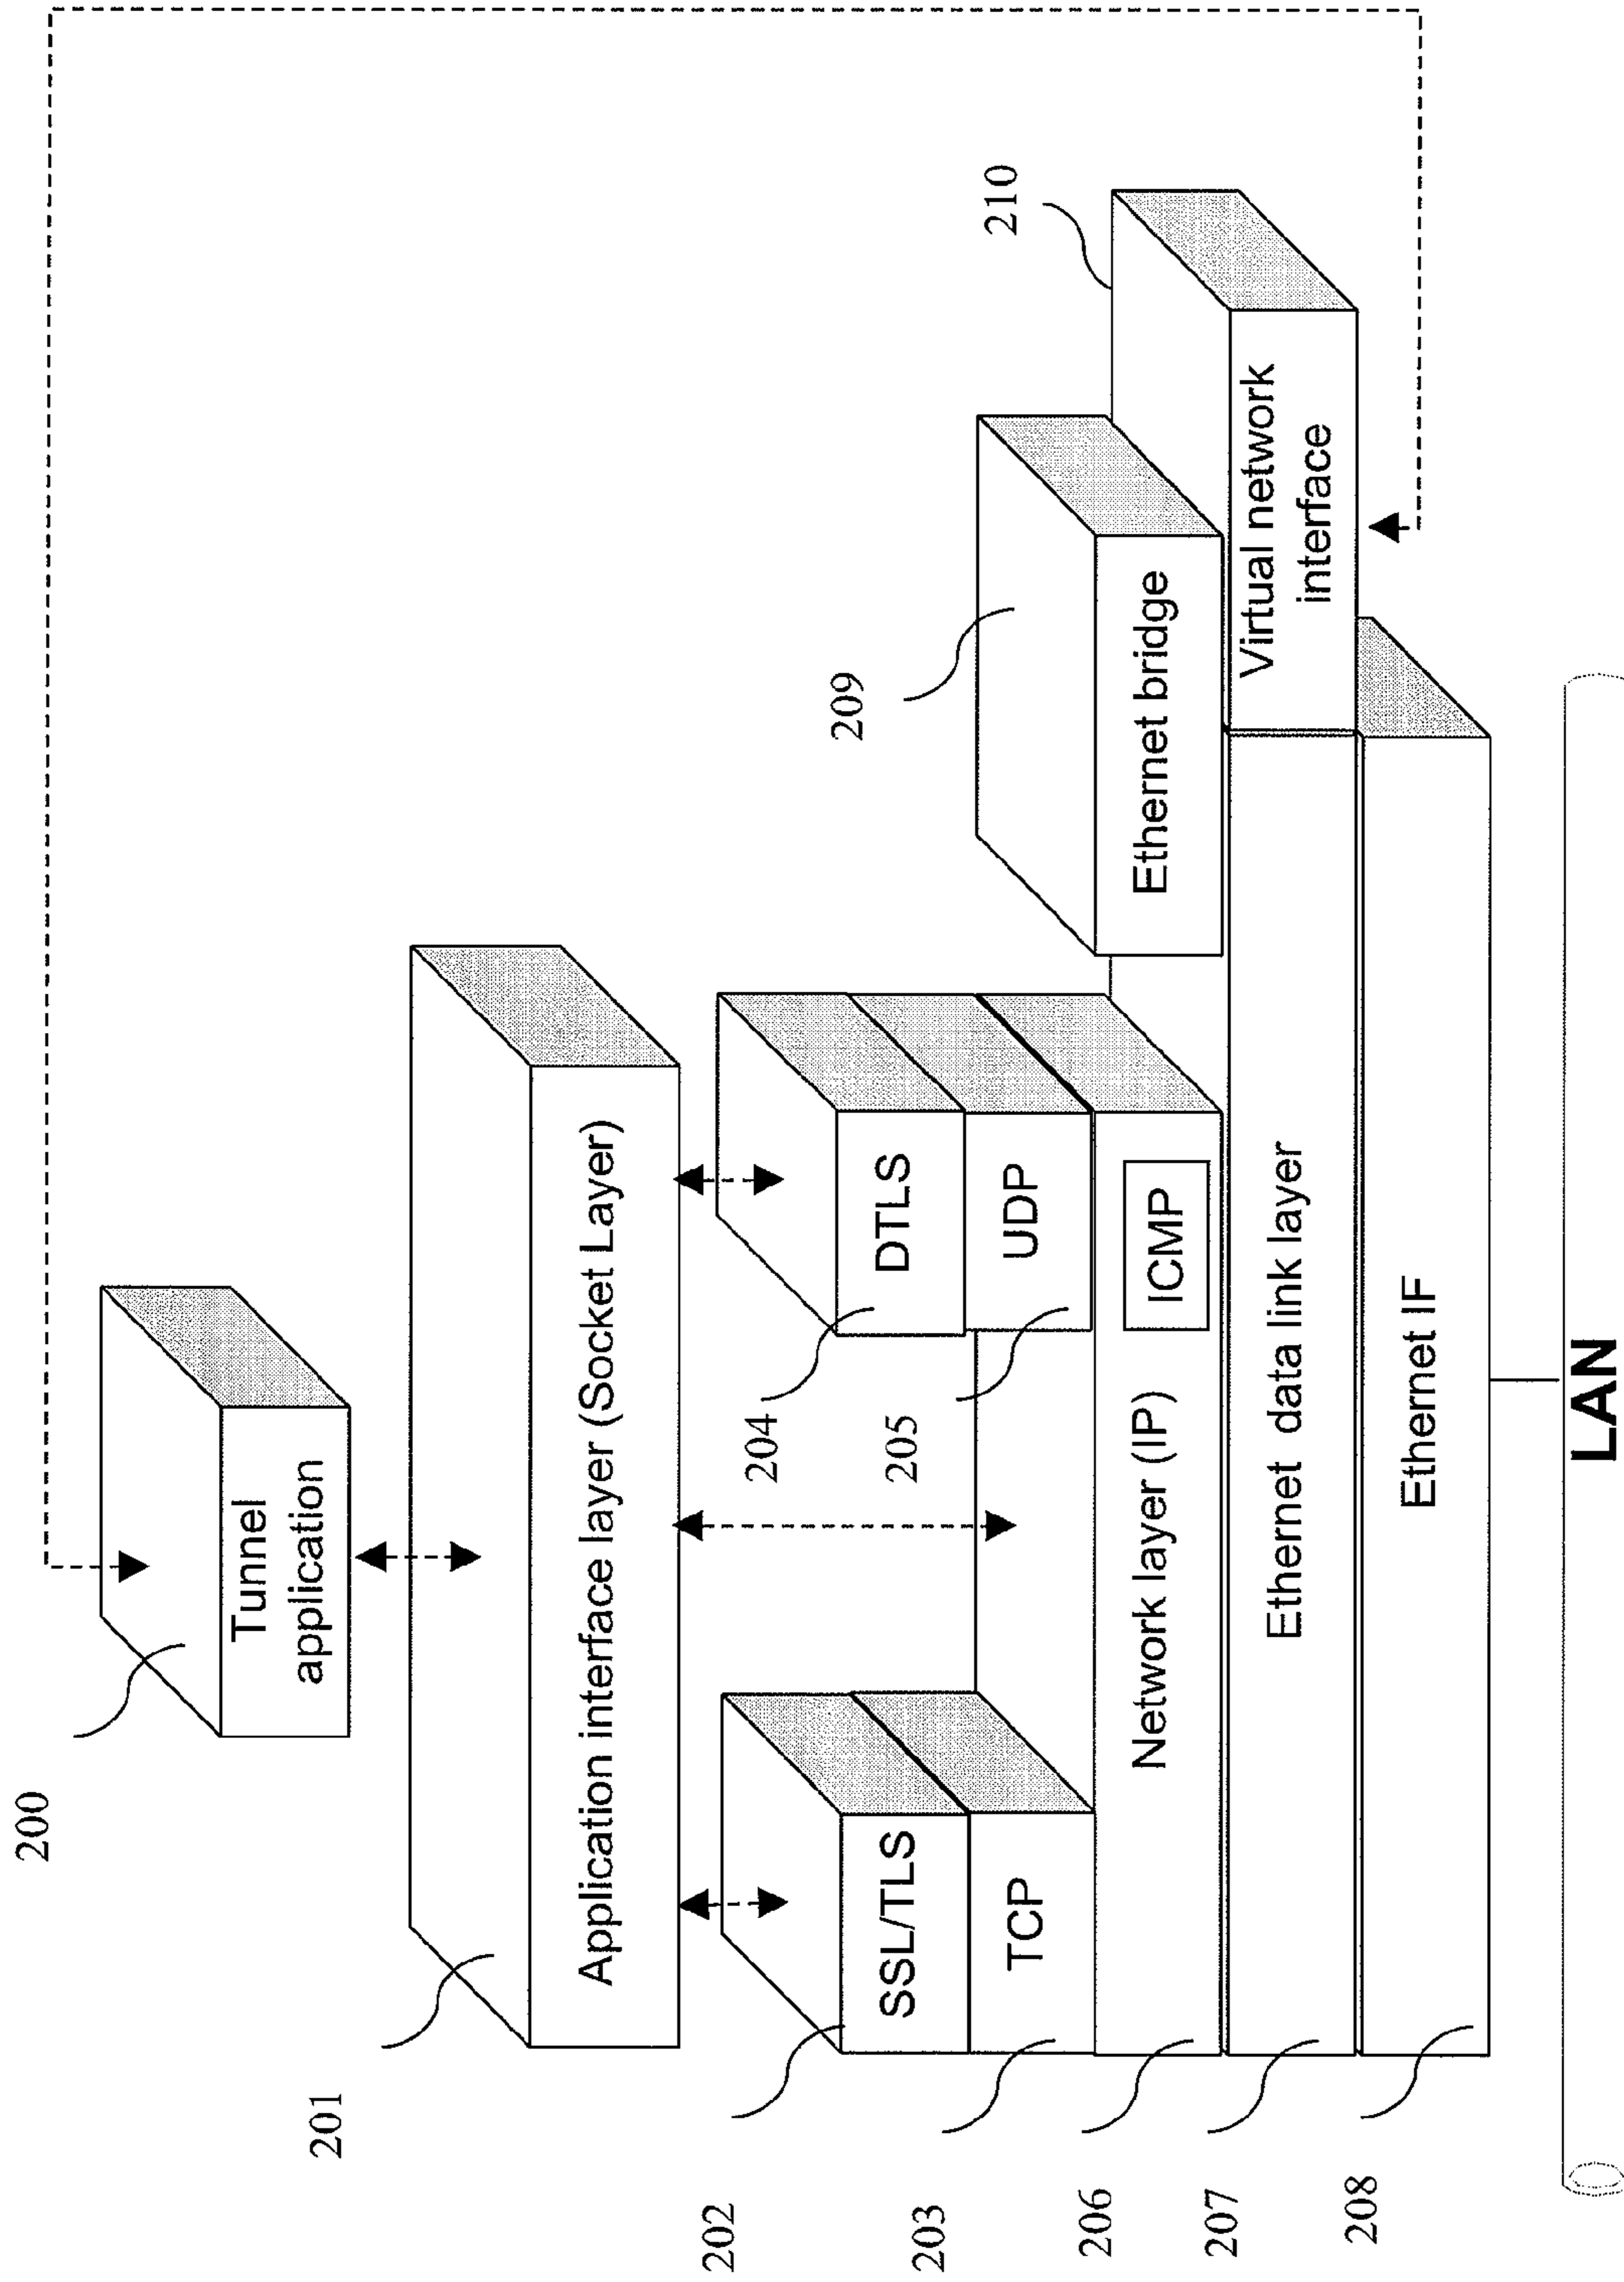 200
Tunnel
application
201
Application interface layer (Socket Layer)
202
SSL/TLS
204
DTLS
203
TCP
205
UDP
209
Ethernet bridge
210
206
Network layer (IP)
ICMP
207
Ethernet data link layer
Virtual network
interface
208
Ethernet IF
LAN